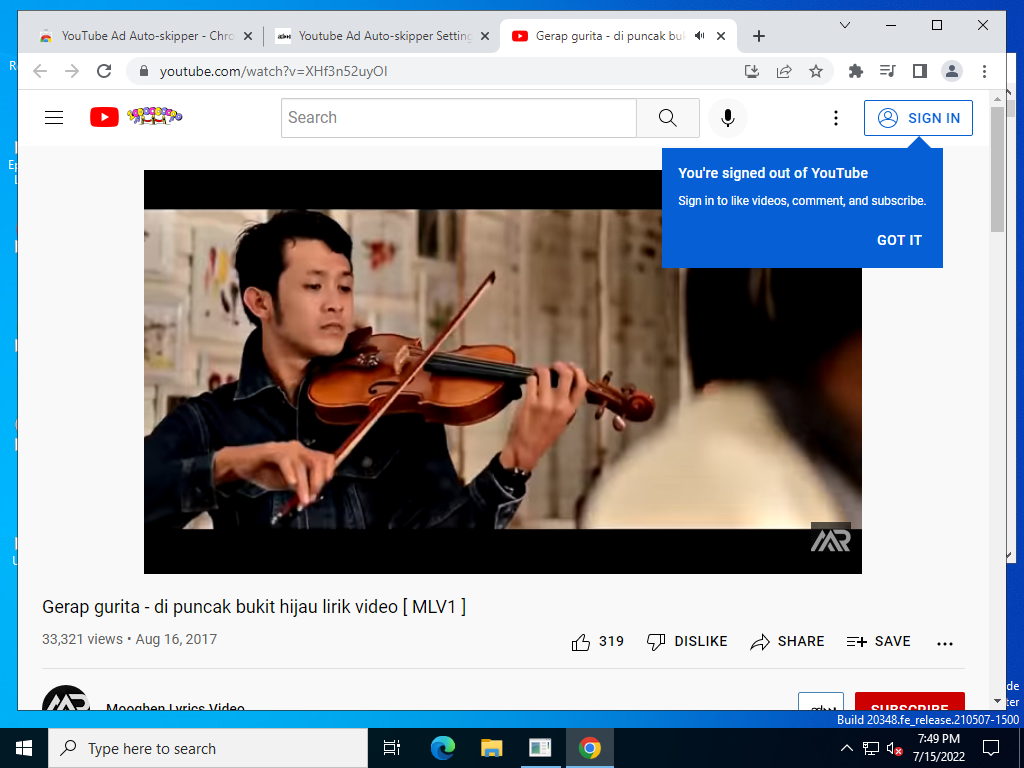 YouTube Ad Auto-skipper - Chro
Youtube Ad Auto-skipper Setting
Gerap gurita - di puncak buk
youtube.com/watch?v=XHf3n52uyOI
Search
SIGN IN
You're signed out of YouTube
Sign in to like videos, comment, and subscribe.
GOT IT
MR
Gerap gurita - di puncak bukit hijau lirik video [ MLV1 ]
33,321 views • Aug 16, 2017
319
DISLIKE
SHARE
SAVE
Mooghen Lyrics Video
SUBSCRIBE
Build 20348.fe_release.210507-1500
Type here to search
7:49 PM
7/15/2022